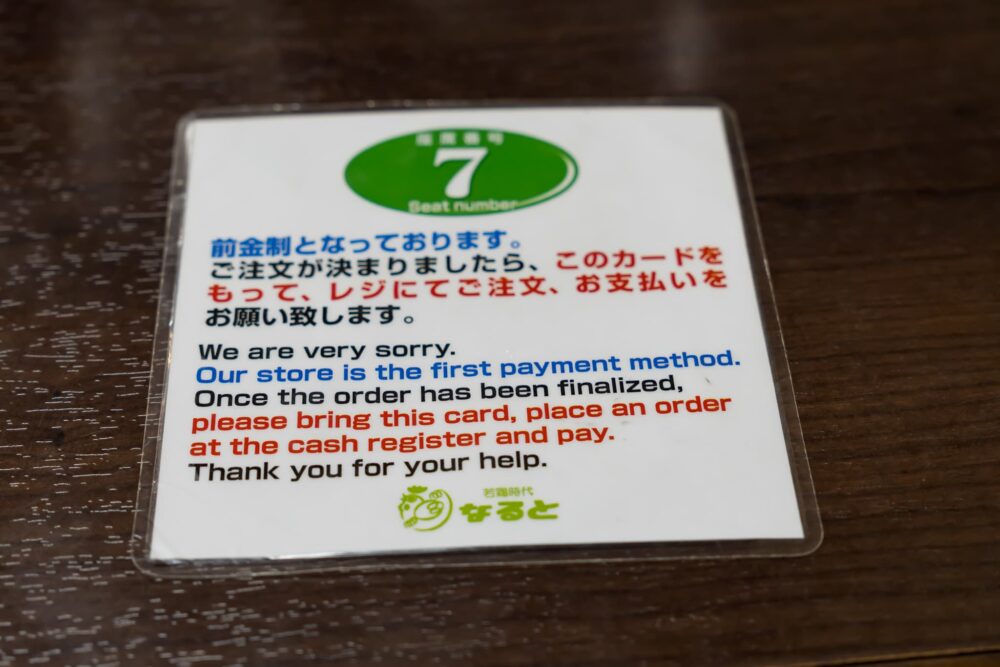 座席番号
7
Seat number
前金制となっております。
ご注文が決まりましたら、このカードを
もって、レジにてご注文、お支払いを
お願い致します。
We are very sorry.
Our store is the first payment method.
Once the order has been finalized,
please bring this card, place an order
at the cash register and pay.
Thank you for your help.
若鶏時代
なると